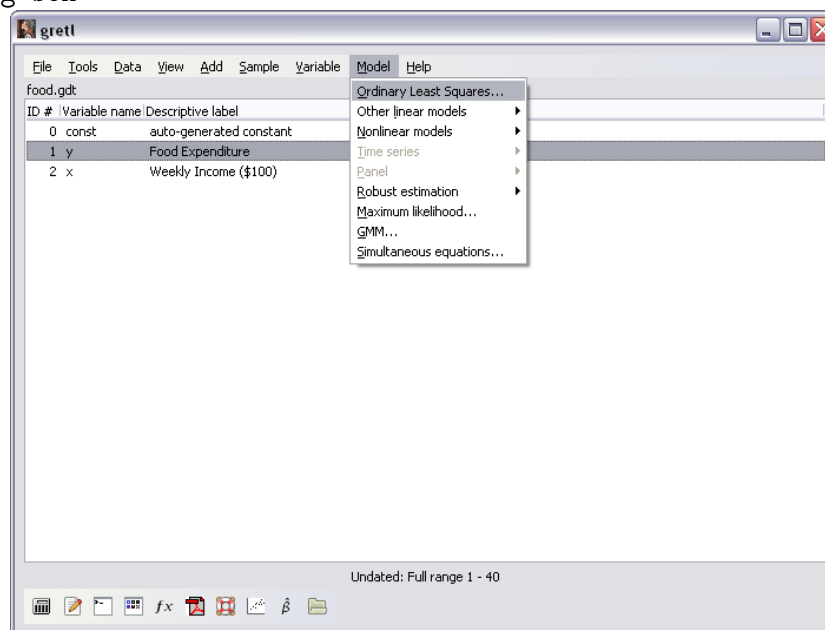 gretl
File Tools Data View Add Sample Variable Model Help
food.gdt
ID # Variable name Descriptive label
0 const auto-generated constant
1 y Food Expenditure
2 x Weekly Income ($100)
Ordinary Least Squares...
Other linear models
Nonlinear models
Time series
Panel
Robust estimation
Maximum likelihood...
GMM...
Simultaneous equations...
Undated: Full range 1 - 40
fx β̂